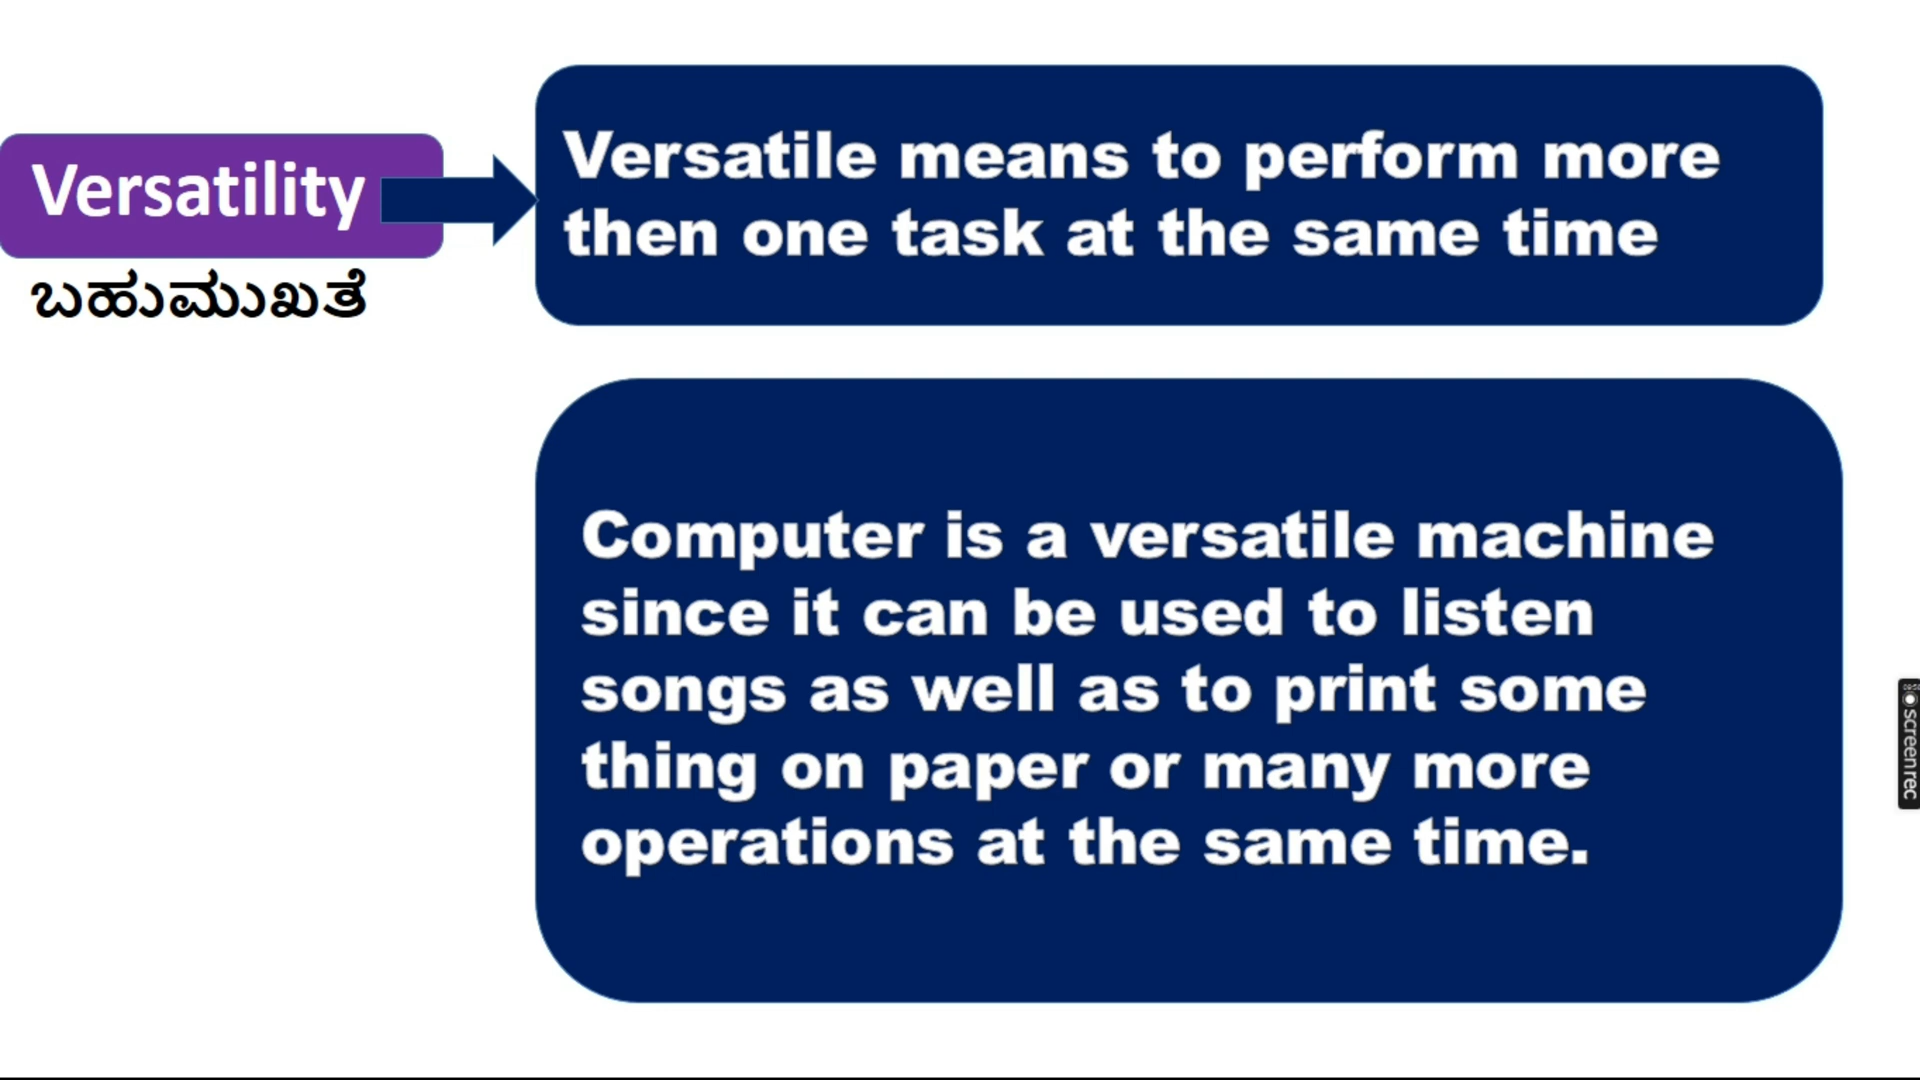 Versatility
ಬಹುಮುಖತೆ
Versatile means to perform more
then one task at the same time
Computer is a versatile machine
since it can be used to listen
songs as well as to print some
thing on paper or many more
operations at the same time.
screenrec